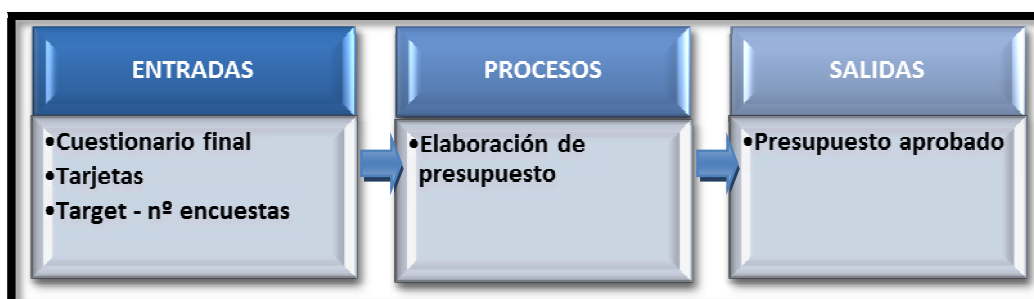 ENTRADAS
•Cuestionario final
•Tarjetas
•Target - nº encuestas
PROCESOS
•Elaboración de
presupuesto
SALIDAS
•Presupuesto aprobado